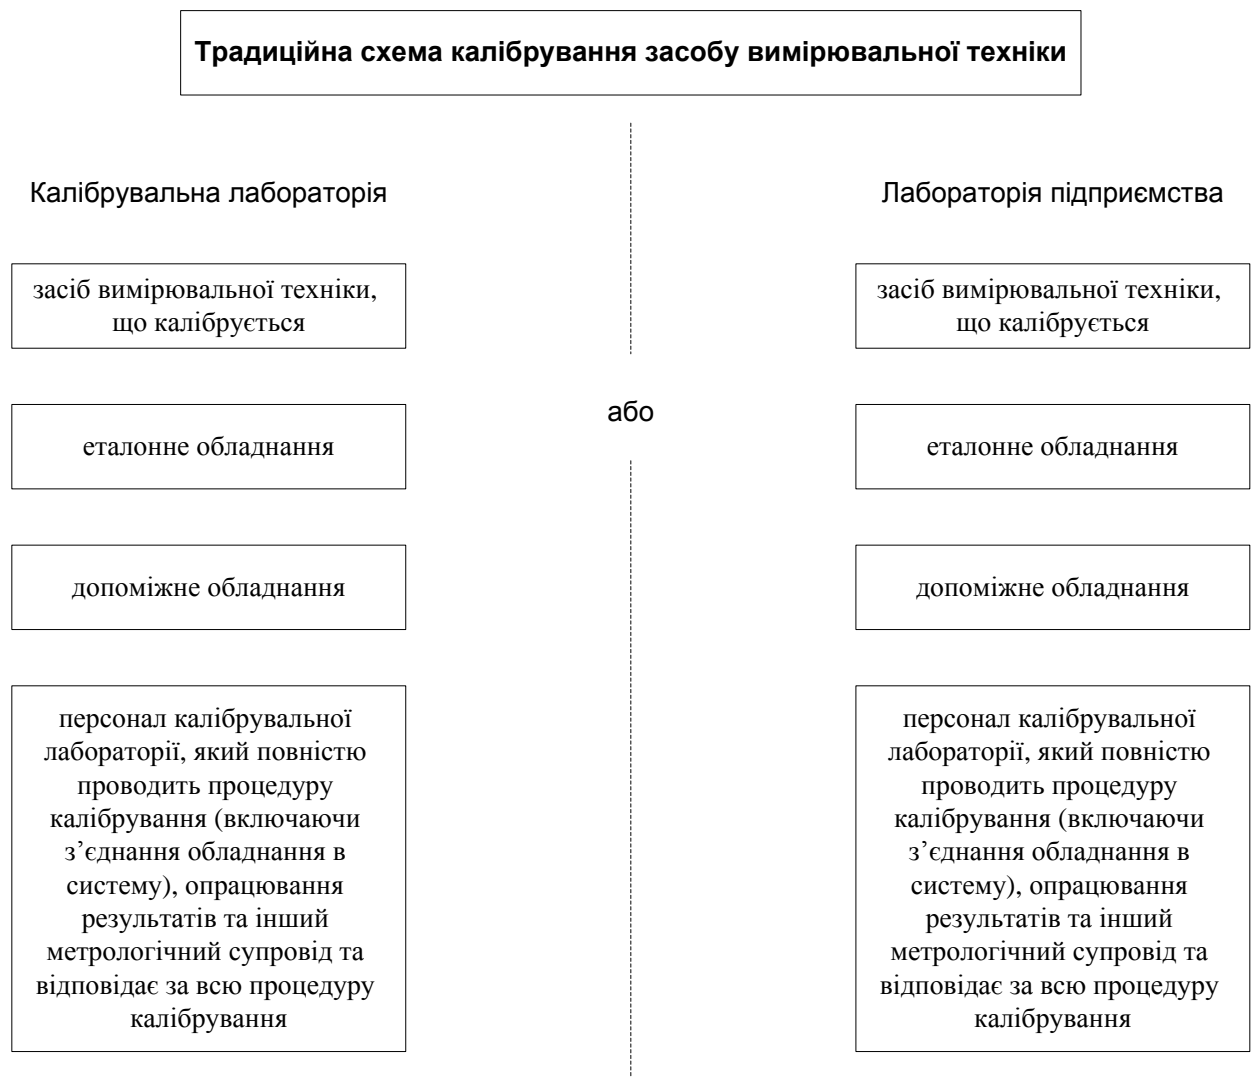 Традиційна схема калібрування засобу вимірювальної техніки
Калібрувальна лабораторія
засіб вимірювальної техніки,
що калібрується
еталонне обладнання
допоміжне обладнання
персонал калібрувальної
лабораторії, який повністю
проводить процедуру
калібрування (включаючи
з’єднання обладнання в
систему), опрацювання
результатів та інший
метрологічний супровід та
відповідає за всю процедуру
калібрування
або
Лабораторія підприємства
засіб вимірювальної техніки,
що калібрується
еталонне обладнання
допоміжне обладнання
персонал калібрувальної
лабораторії, який повністю
проводить процедуру
калібрування (включаючи
з’єднання обладнання в
систему), опрацювання
результатів та інший
метрологічний супровід та
відповідає за всю процедуру
калібрування